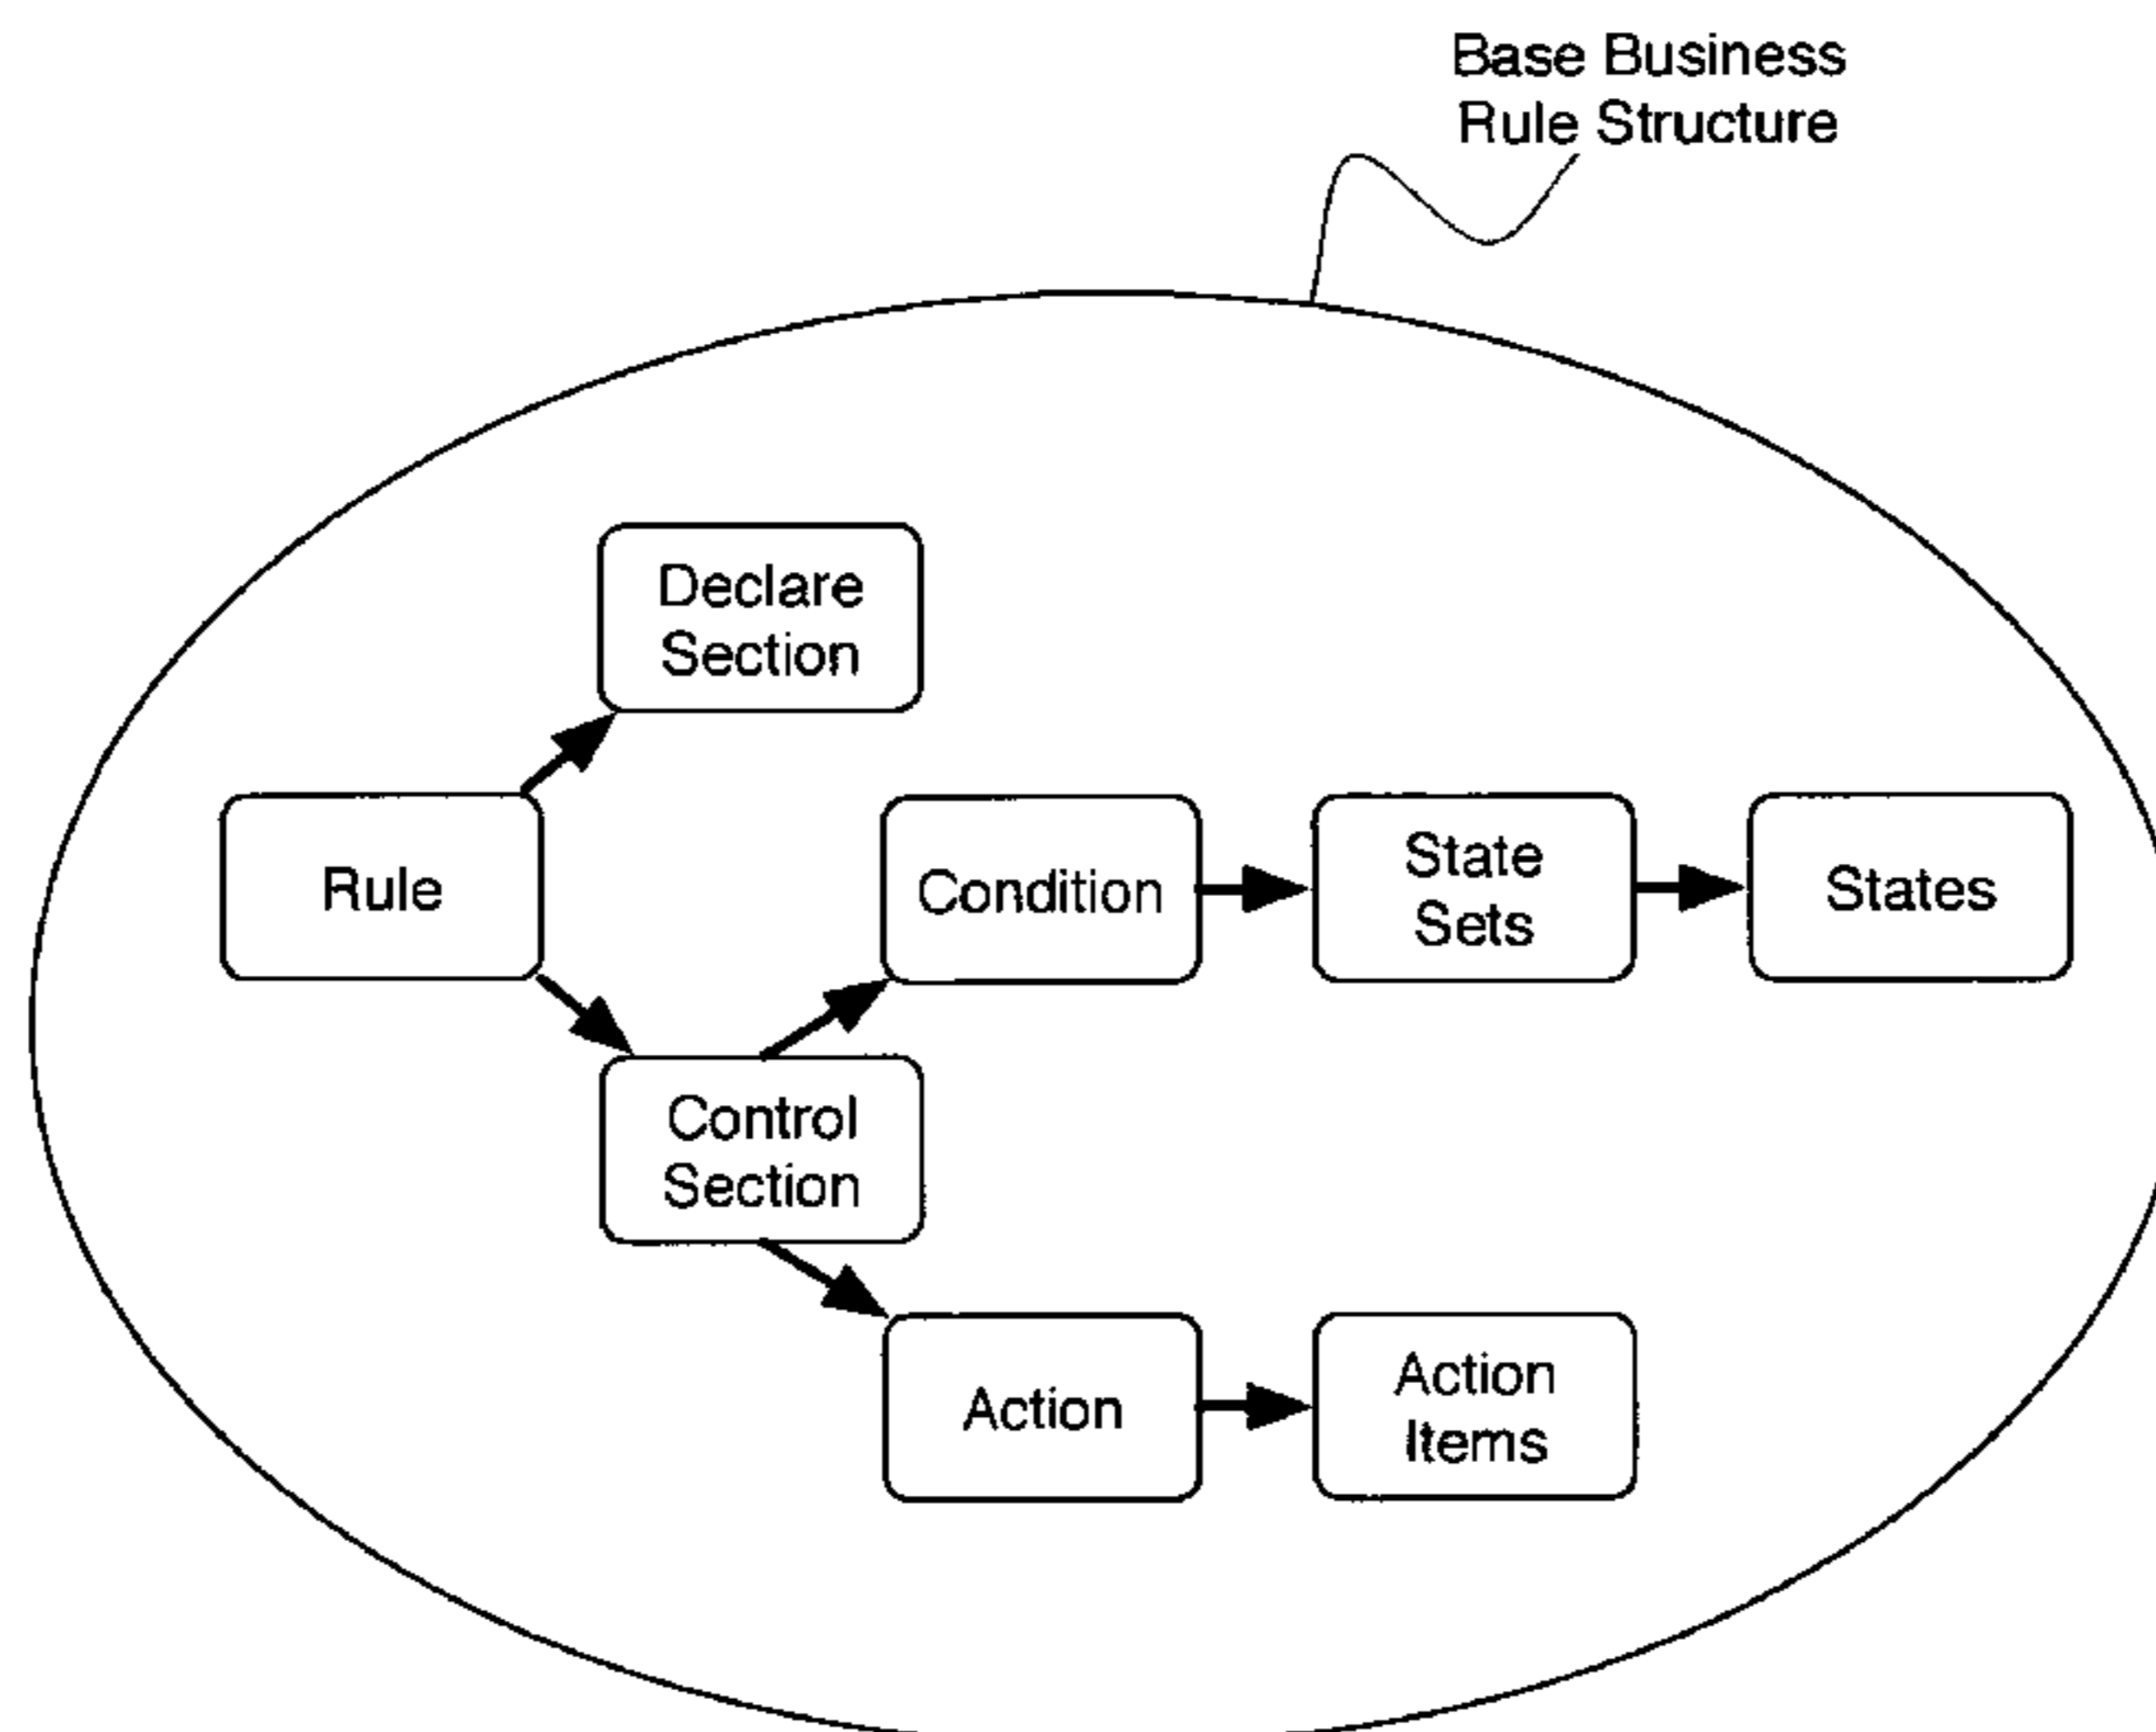 Base Business
Rule Structure
Declare
Section
Rule
Condition
State
Sets
States
Control
Section
Action
Action
Items